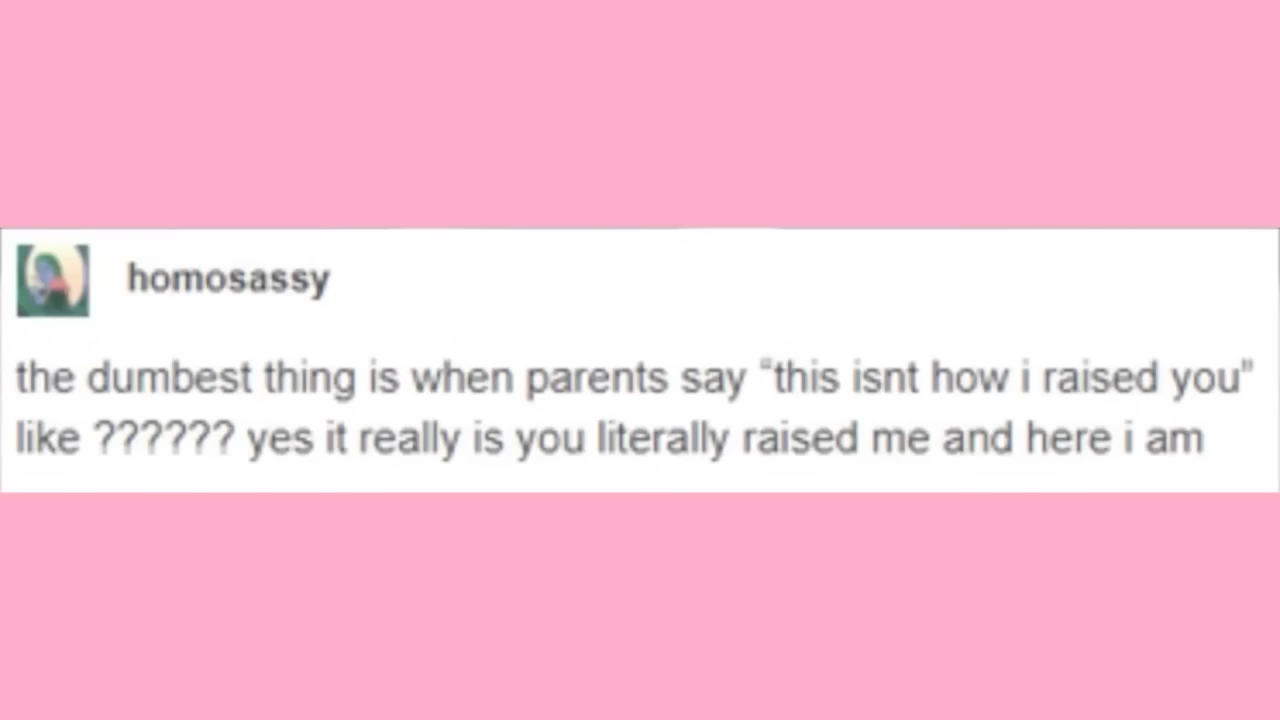 homosassy
the dumbest thing is when parents say “this isnt how i raised you”
like ?????? yes it really is you literally raised me and here i am